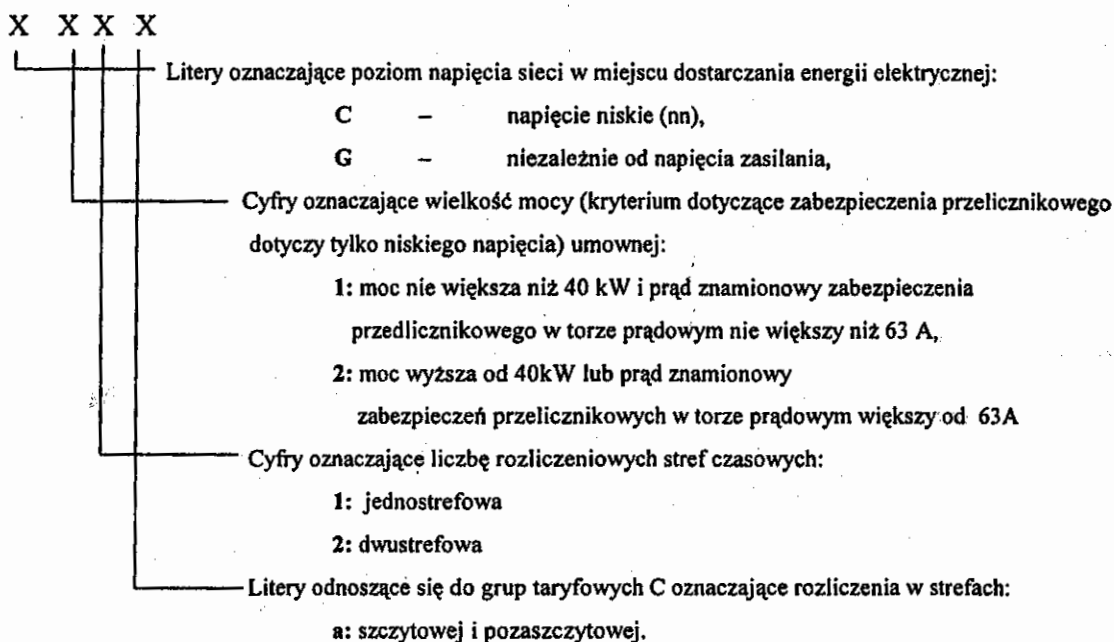 X X X X
Litery oznaczające poziom napięcia sieci w miejscu dostarczania energii elektrycznej:
C – napięcie niskie (nn),
G – niezależnie od napięcia zasilania,
Cyfry oznaczające wielkość mocy (kryterium dotyczące zabezpieczenia przelicznikowego
dotyczy tylko niskiego napięcia) umownej:
1: moc nie większa niż 40 kW i prąd znamionowy zabezpieczenia
przedlicznikowego w torze prądowym nie większy niż 63 A,
2: moc wyższa od 40kW lub prąd znamionowy
zabezpieczeń przelicznikowych w torze prądowym większy od 63A
Cyfry oznaczające liczbę rozliczeniowych stref czasowych:
1: jednostrefowa
2: dwustrefowa
Litery odnoszące się do grup taryfowych C oznaczające rozliczenia w strefach:
a: szczytowej i pozaszczytowej.